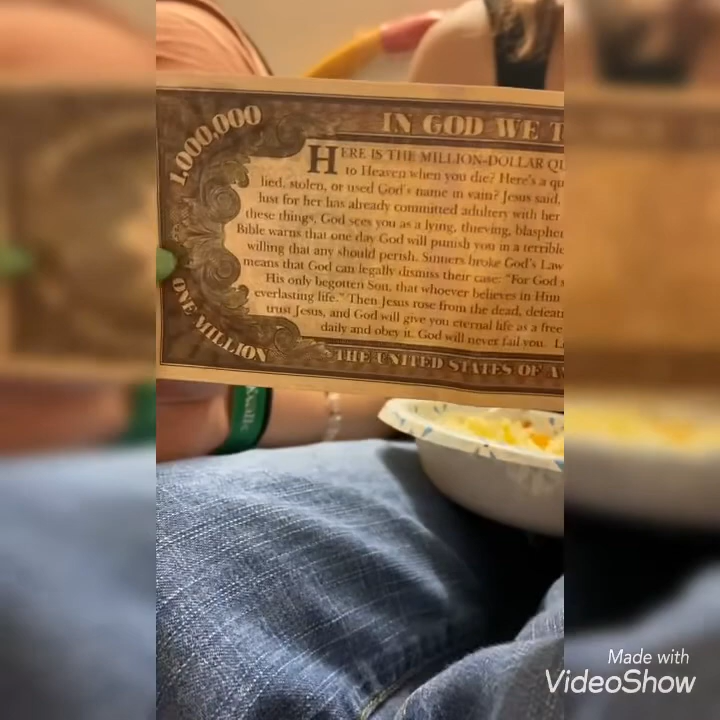 1,000,000
IN GOD WE T
HERE IS THE MILLION-DOLLAR QU
to Heaven when you die? Here's a qu
lied, stolen, or used God's name in vain? Jesus said,
lust for her has already committed adultery with her
these things, God sees you as a lying, thieving, blasphe
Bible warns that one day God will punish you in a terrible
willing that any should perish. Sinners broke God's Law
means that God can legally dismiss their case: "For God s
His only begotten Son, that whoever believes in Him
everlasting life." Then Jesus rose from the dead, defeat
trust Jesus, and God will give you eternal life as a free
daily and obey it. God will never fail you. L
ONE MILLION
THE UNITED STATES OF A
Made with
VideoShow